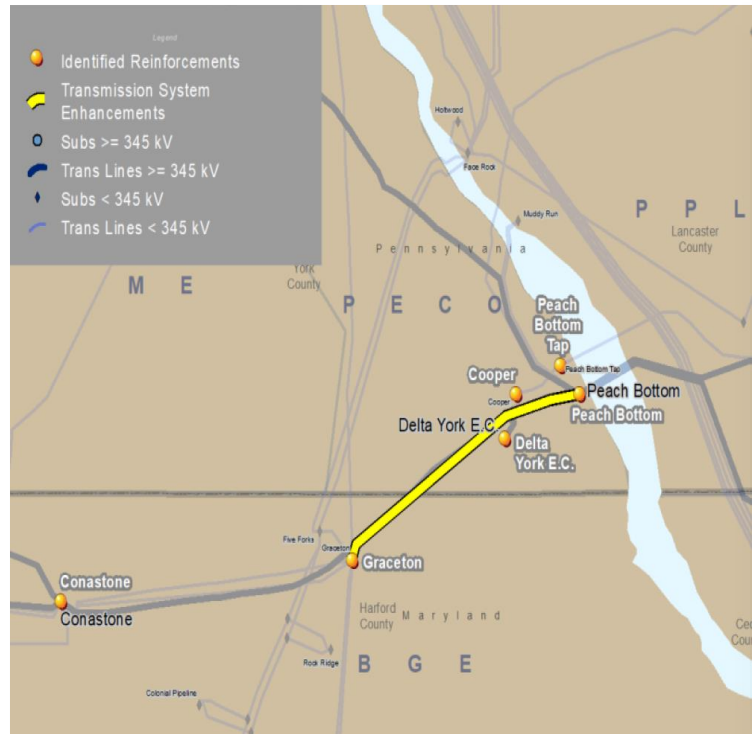 Legend
Identified Reinforcements
Transmission System
Enhancements
Subs >= 345 kV
Trans Lines >= 345 kV
Subs < 345 kV
Trans Lines < 345 kV
Holtwood
Face Rock
Muddy Run
P P L
Lancaster
County
Pennsylvania
York
County
M E
P E C O
Peach
Bottom
Tap
Peach Bottom Tap
Cooper
Cooper
Peach Bottom
Peach Bottom
Delta York E.C.
Delta
York E.C.
Five Forks
Graceton
Graceton
Conastone
Conastone
Harford
County
Maryland
Rock Ridge
B G E
Colonial Pipeline